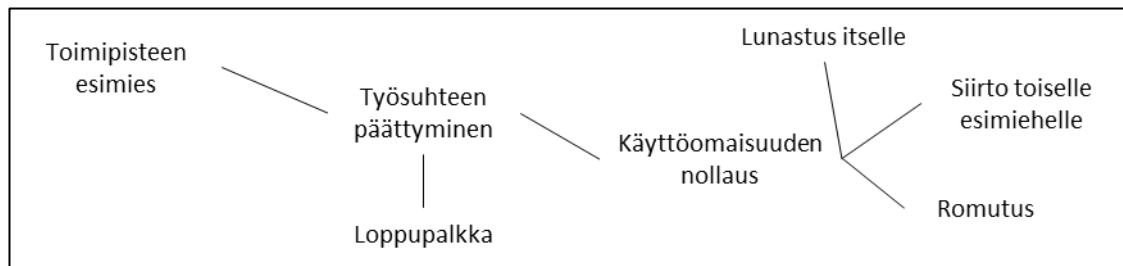 Toimipisteen
esimies
Työsuhteen
päättyminen
Loppupalkka
Käyttöomaisuuden
nollaus
Lunastus itselle
Siirto toiselle
esimiehelle
Romutus